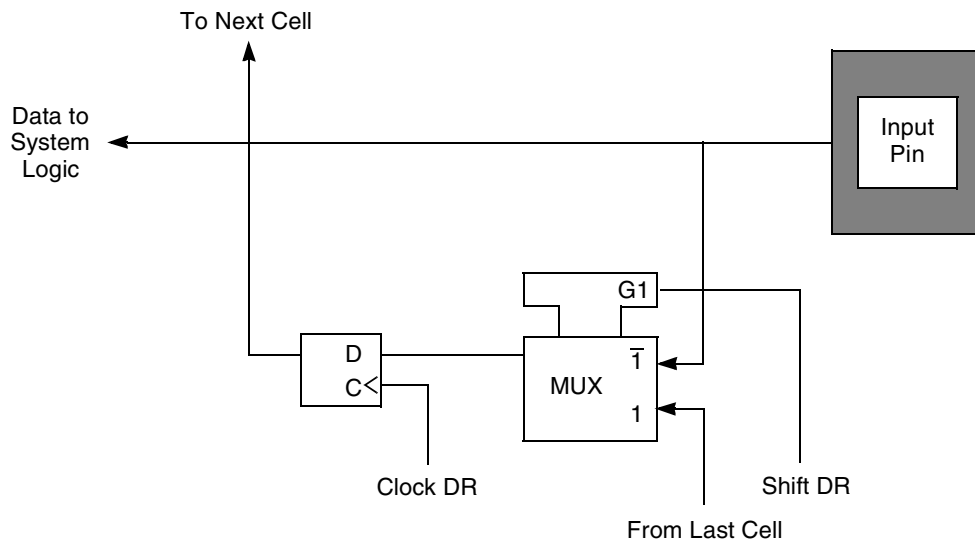 To Next Cell
Data to
System
Logic
Input
Pin
G1
D
C
MUX
1̅
1
Clock DR
Shift DR
From Last Cell